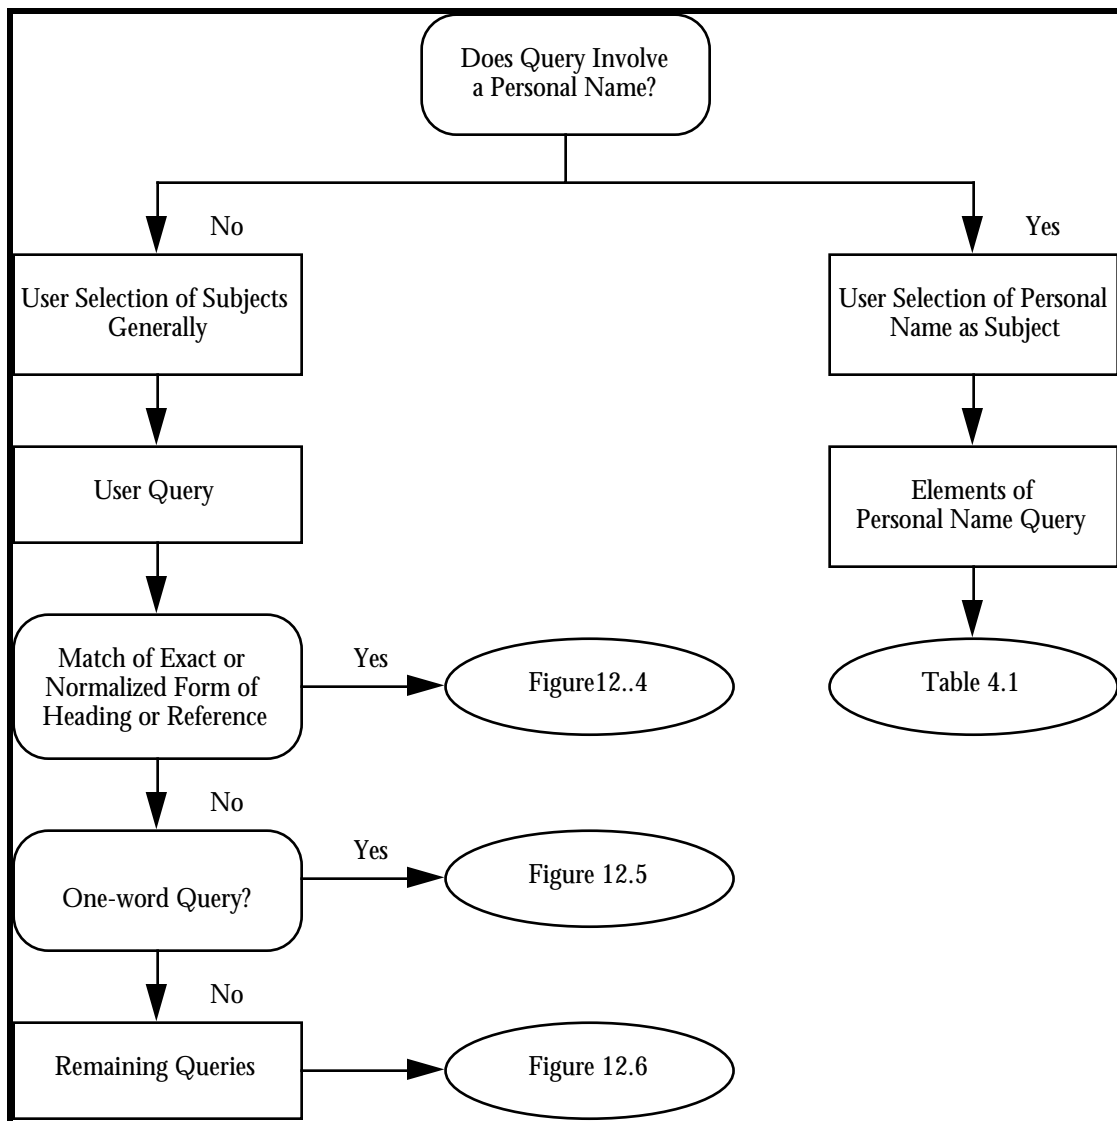 Does Query Involve
a Personal Name?
No
Yes
User Selection of Subjects
Generally
User Selection of Personal
Name as Subject
User Query
Elements of
Personal Name Query
Match of Exact or
Normalized Form of
Heading or Reference
Yes
Figure12..4
Table 4.1
No
One-word Query?
Yes
Figure 12.5
No
Remaining Queries
Figure 12.6